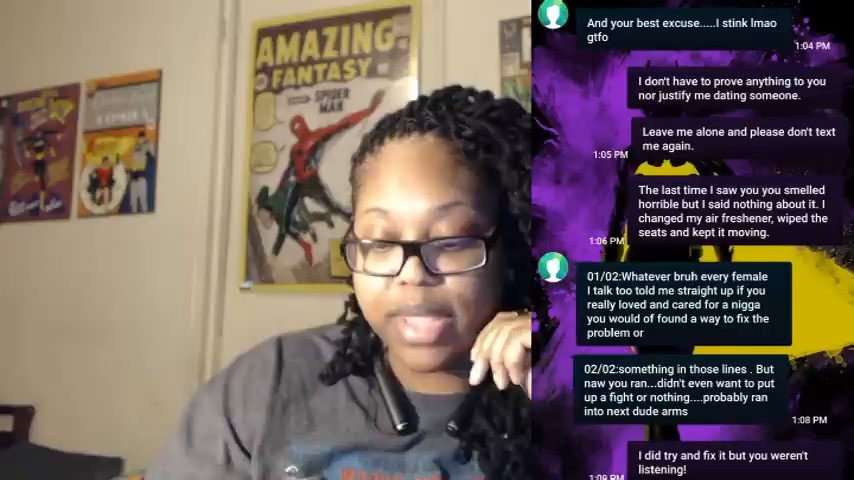 AMAZING
FANTASY
SPIDER
MAN
And your best excuse.....I stink lmao
gtfo
1:04 PM
I don't have to prove anything to you
nor justify me dating someone.
Leave me alone and please don't text
me again.
1:05 PM
The last time I saw you you smelled
horrible but I said nothing about it. I
changed my air freshener, wiped the
seats and kept it moving.
1:06 PM
01/02:Whatever bruh every female
I talk too told me straight up if you
really loved and cared for a nigga
you would of found a way to fix the
problem or
02/02:something in those lines . But
naw you ran...didn't even want to put
up a fight or nothing....probably ran
into next dude arms
1:08 PM
I did try and fix it but you weren't
listening!
1:09 PM